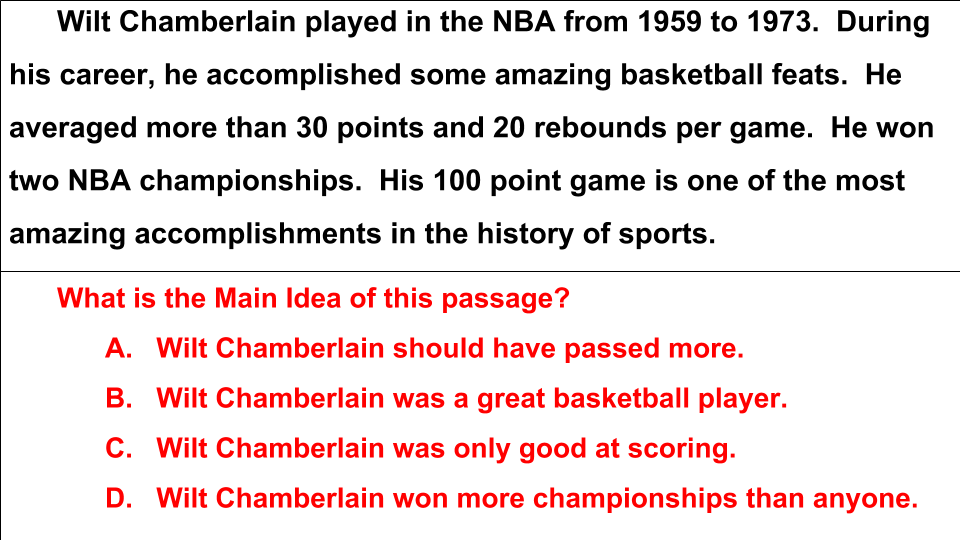 Wilt Chamberlain played in the NBA from 1959 to 1973.  During
his career, he accomplished some amazing basketball feats.  He
averaged more than 30 points and 20 rebounds per game.  He won
two NBA championships.  His 100 point game is one of the most
amazing accomplishments in the history of sports.
What is the Main Idea of this passage?
A.   Wilt Chamberlain should have passed more.
B.   Wilt Chamberlain was a great basketball player.
C.   Wilt Chamberlain was only good at scoring.
D.   Wilt Chamberlain won more championships than anyone.